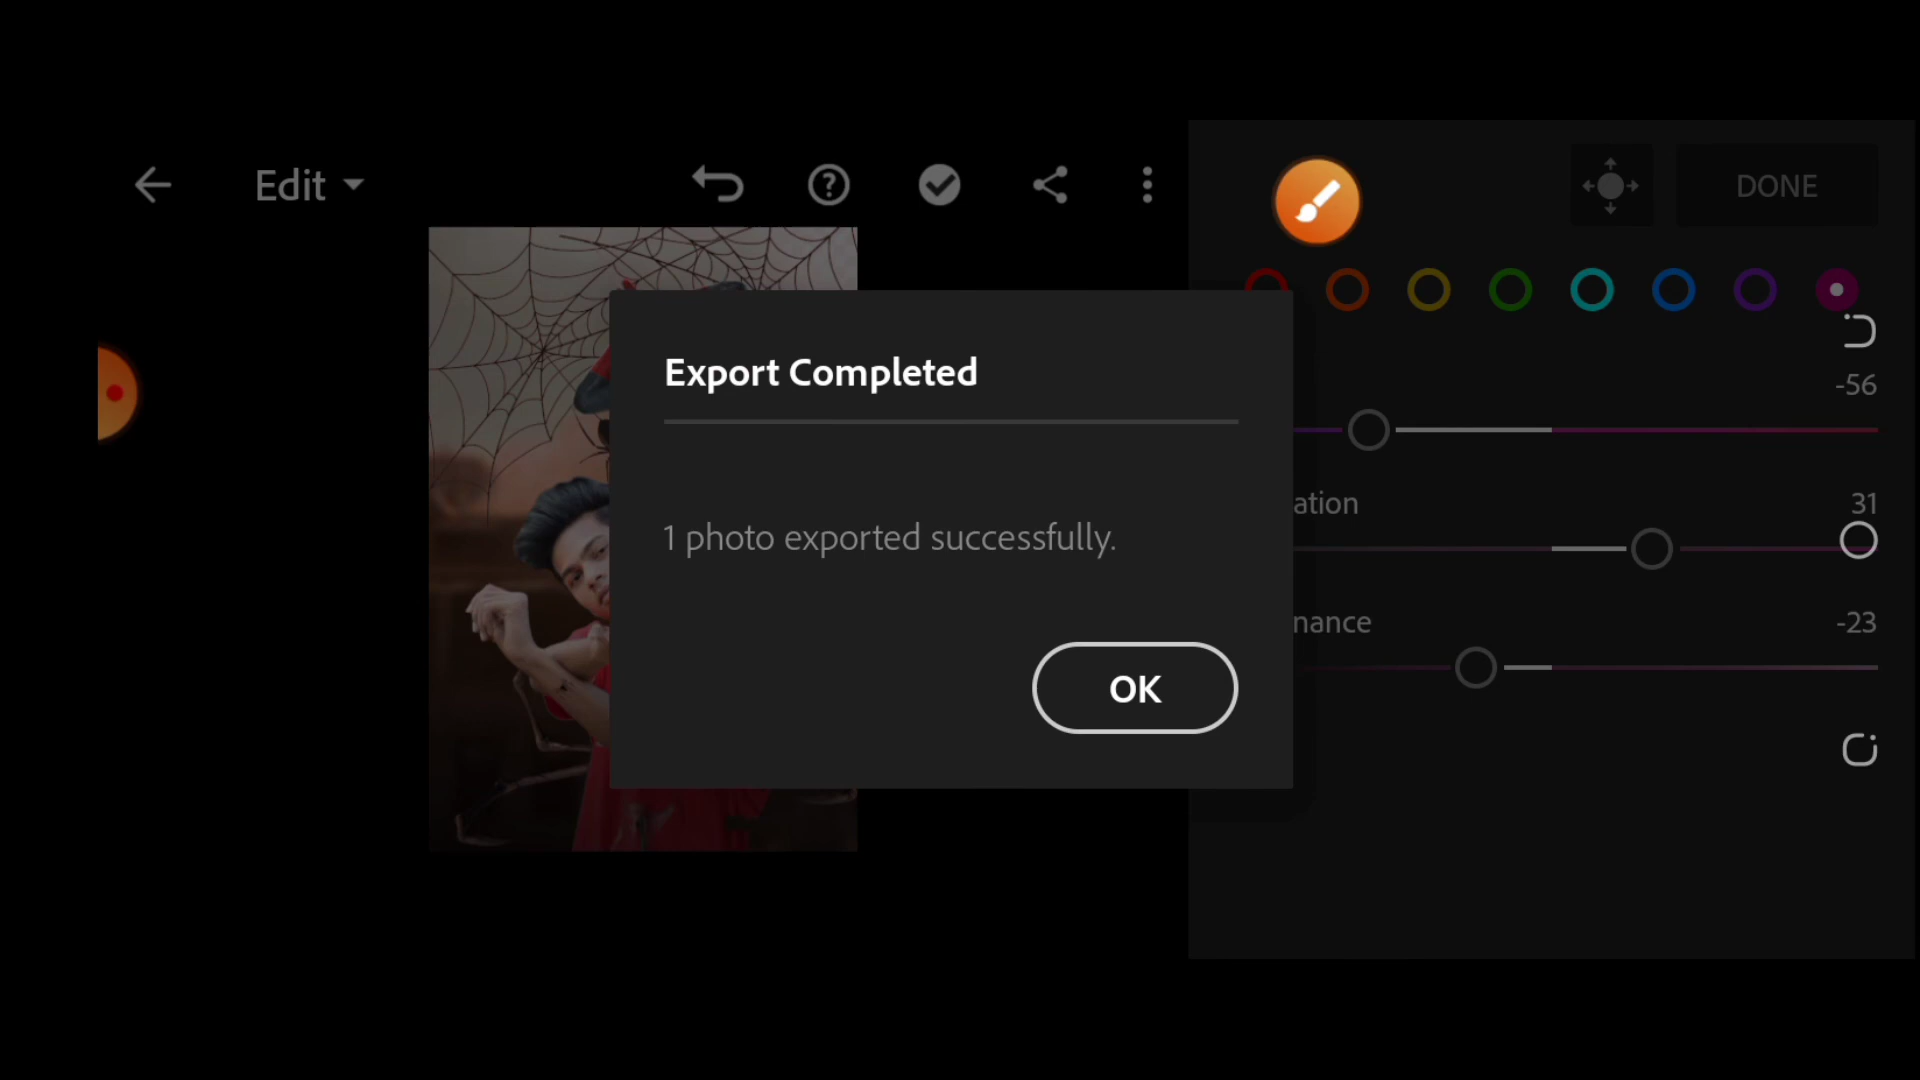 Edit
DONE
Export Completed
-56
ation
31
1 photo exported successfully.
nance
-23
OK